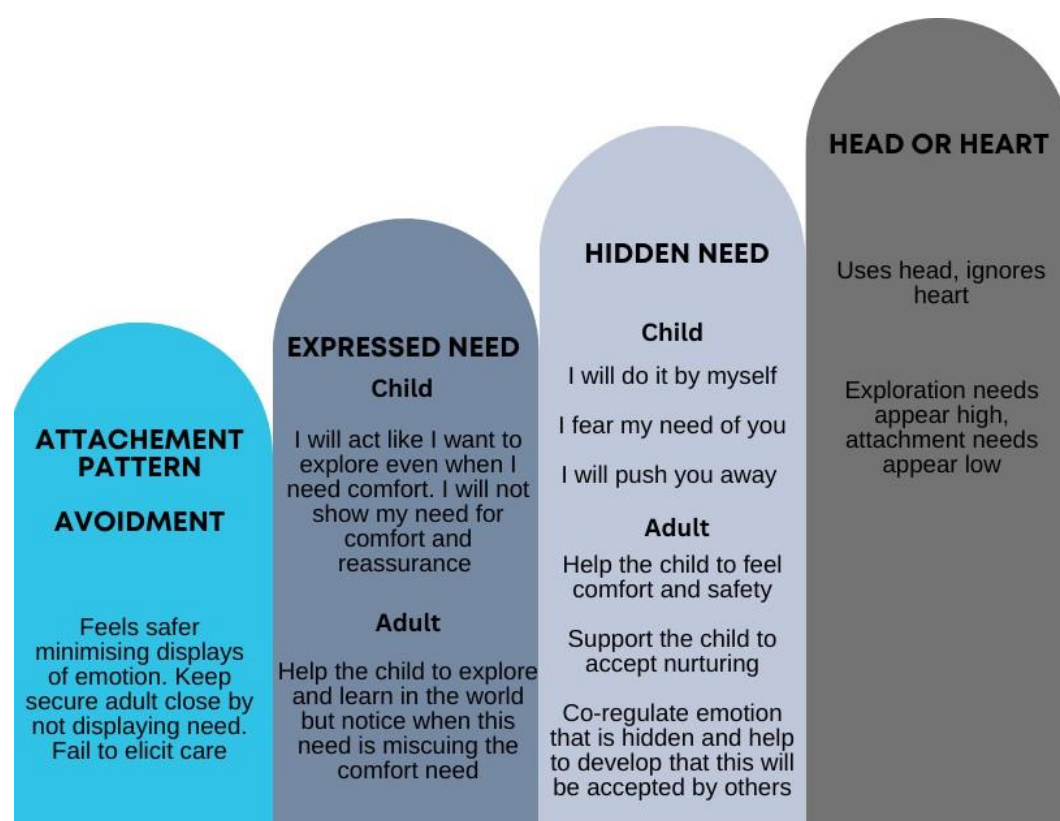 ATTACHEMENT
PATTERN
AVOIDMENT
Feels safer
minimising displays
of emotion. Keep
secure adult close by
not displaying need.
Fail to elicit care
EXPRESSED NEED
Child
I will act like I want to
explore even when I
need comfort. I will not
show my need for
comfort and
reassurance
Adult
Help the child to explore
and learn in the world
but notice when this
need is miscuing the
comfort need
HIDDEN NEED
Child
I will do it by myself
I fear my need of you
I will push you away
Adult
Help the child to feel
comfort and safety
Support the child to
accept nurturing
Co-regulate emotion
that is hidden and help
to develop that this will
be accepted by others
HEAD OR HEART
Uses head, ignores
heart
Exploration needs
appear high,
attachment needs
appear low